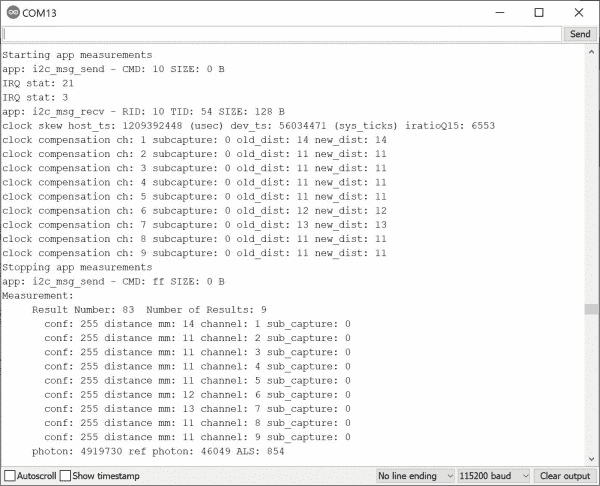 COM13
Send
Starting app measurements
app: i2c_msg_send - CMD: 10 SIZE: 0 B
IRQ stat: 21
IRQ stat: 3
app: i2c_msg_recv - RID: 10 TID: 54 SIZE: 128 B
clock skew host_ts: 1209392448 (usec) dev_ts: 56034471 (sys_ticks) iratioQ15: 6553
clock compensation ch: 1 subcapture: 0 old_dist: 14 new_dist: 14
clock compensation ch: 2 subcapture: 0 old_dist: 11 new_dist: 11
clock compensation ch: 3 subcapture: 0 old_dist: 11 new_dist: 11
clock compensation ch: 4 subcapture: 0 old_dist: 11 new_dist: 11
clock compensation ch: 5 subcapture: 0 old_dist: 11 new_dist: 11
clock compensation ch: 6 subcapture: 0 old_dist: 12 new_dist: 12
clock compensation ch: 7 subcapture: 0 old_dist: 13 new_dist: 13
clock compensation ch: 8 subcapture: 0 old_dist: 11 new_dist: 11
clock compensation ch: 9 subcapture: 0 old_dist: 11 new_dist: 11
Stopping app measurements
app: i2c_msg_send - CMD: ff SIZE: 0 B
Measurement:
Result Number: 83  Number of Results: 9
conf: 255 distance mm: 14 channel: 1 sub_capture: 0
conf: 255 distance mm: 11 channel: 2 sub_capture: 0
conf: 255 distance mm: 11 channel: 3 sub_capture: 0
conf: 255 distance mm: 11 channel: 4 sub_capture: 0
conf: 255 distance mm: 11 channel: 5 sub_capture: 0
conf: 255 distance mm: 12 channel: 6 sub_capture: 0
conf: 255 distance mm: 13 channel: 7 sub_capture: 0
conf: 255 distance mm: 11 channel: 8 sub_capture: 0
conf: 255 distance mm: 11 channel: 9 sub_capture: 0
photon: 4919730 ref photon: 46049 ALS: 854
Autoscroll Show timestamp No line ending 115200 baud Clear output